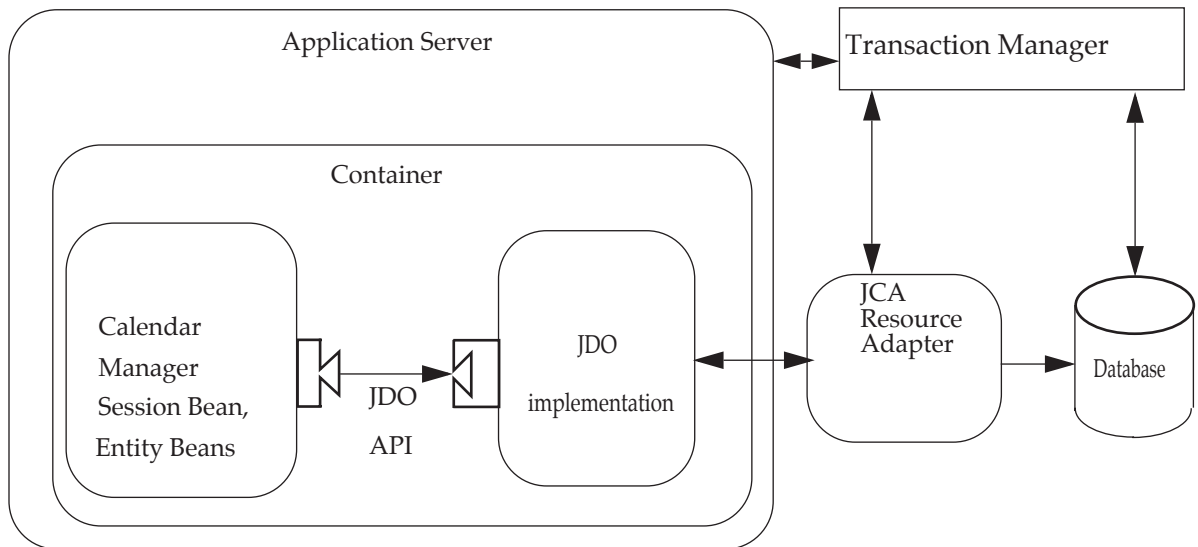 Application Server
Transaction Manager
Container
Calendar
Manager
Session Bean,
Entity Beans
JDO
API
JDO
implementation
JCA
Resource
Adapter
Database